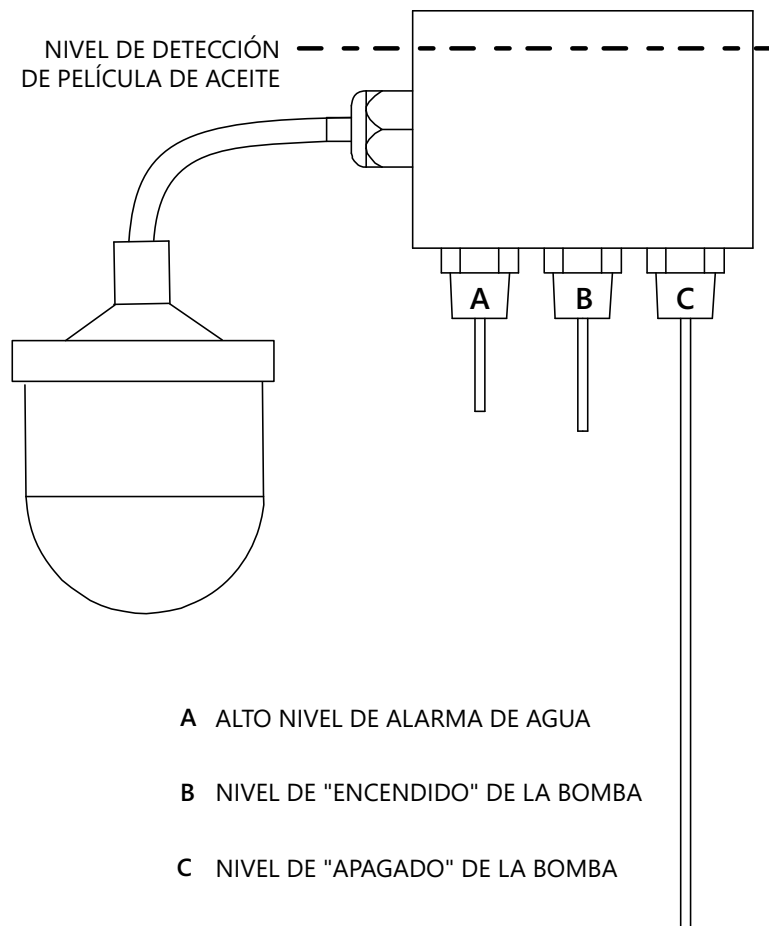 NIVEL DE DETECCIÓN
DE PELÍCULA DE ACEITE
A B C
A ALTO NIVEL DE ALARMA DE AGUA
B NIVEL DE "ENCENDIDO" DE LA BOMBA
C NIVEL DE "APAGADO" DE LA BOMBA